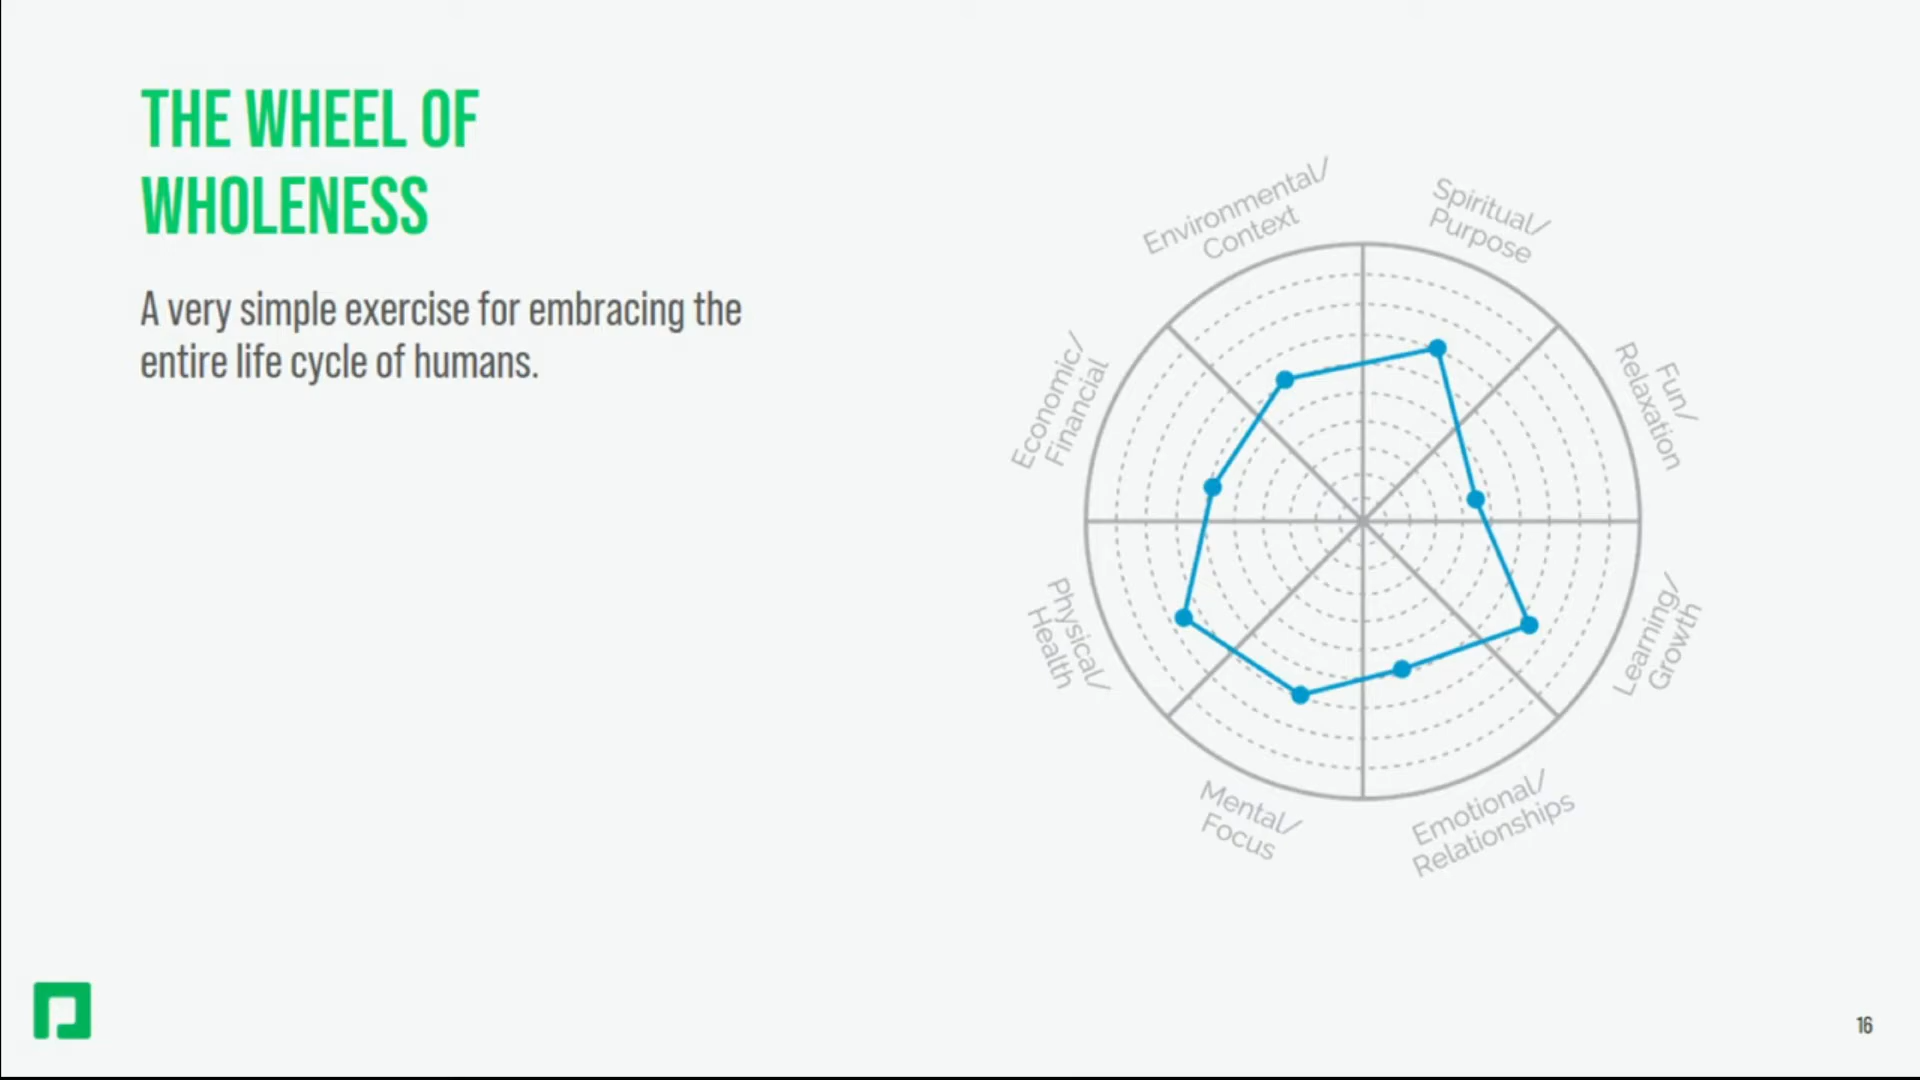 THE WHEEL OF
WHOLENESS
A very simple exercise for embracing the
entire life cycle of humans.
Environmental/
Context
Spiritual/
Purpose
Economic/
Financial
Fun/
Relaxation
Physical/
Health
Learning/
Growth
Mental/
Focus
Emotional/
Relationships
16